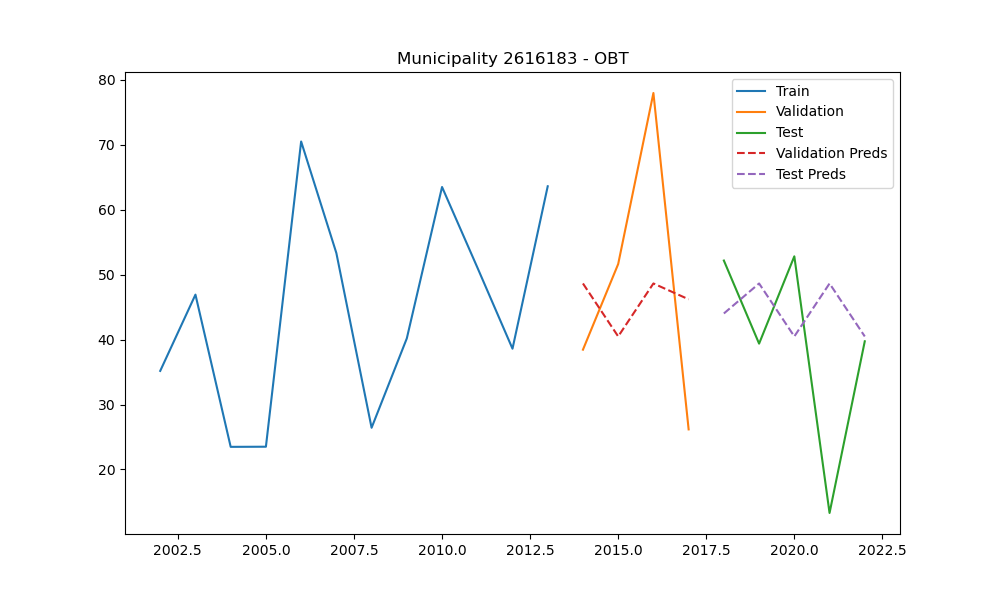 Municipality 2616183 - OBT
80
70
60
50
40
30
20
Train
Validation
Test
Validation Preds
Test Preds
2002.5 2005.0 2007.5 2010.0 2012.5 2015.0 2017.5 2020.0 2022.5